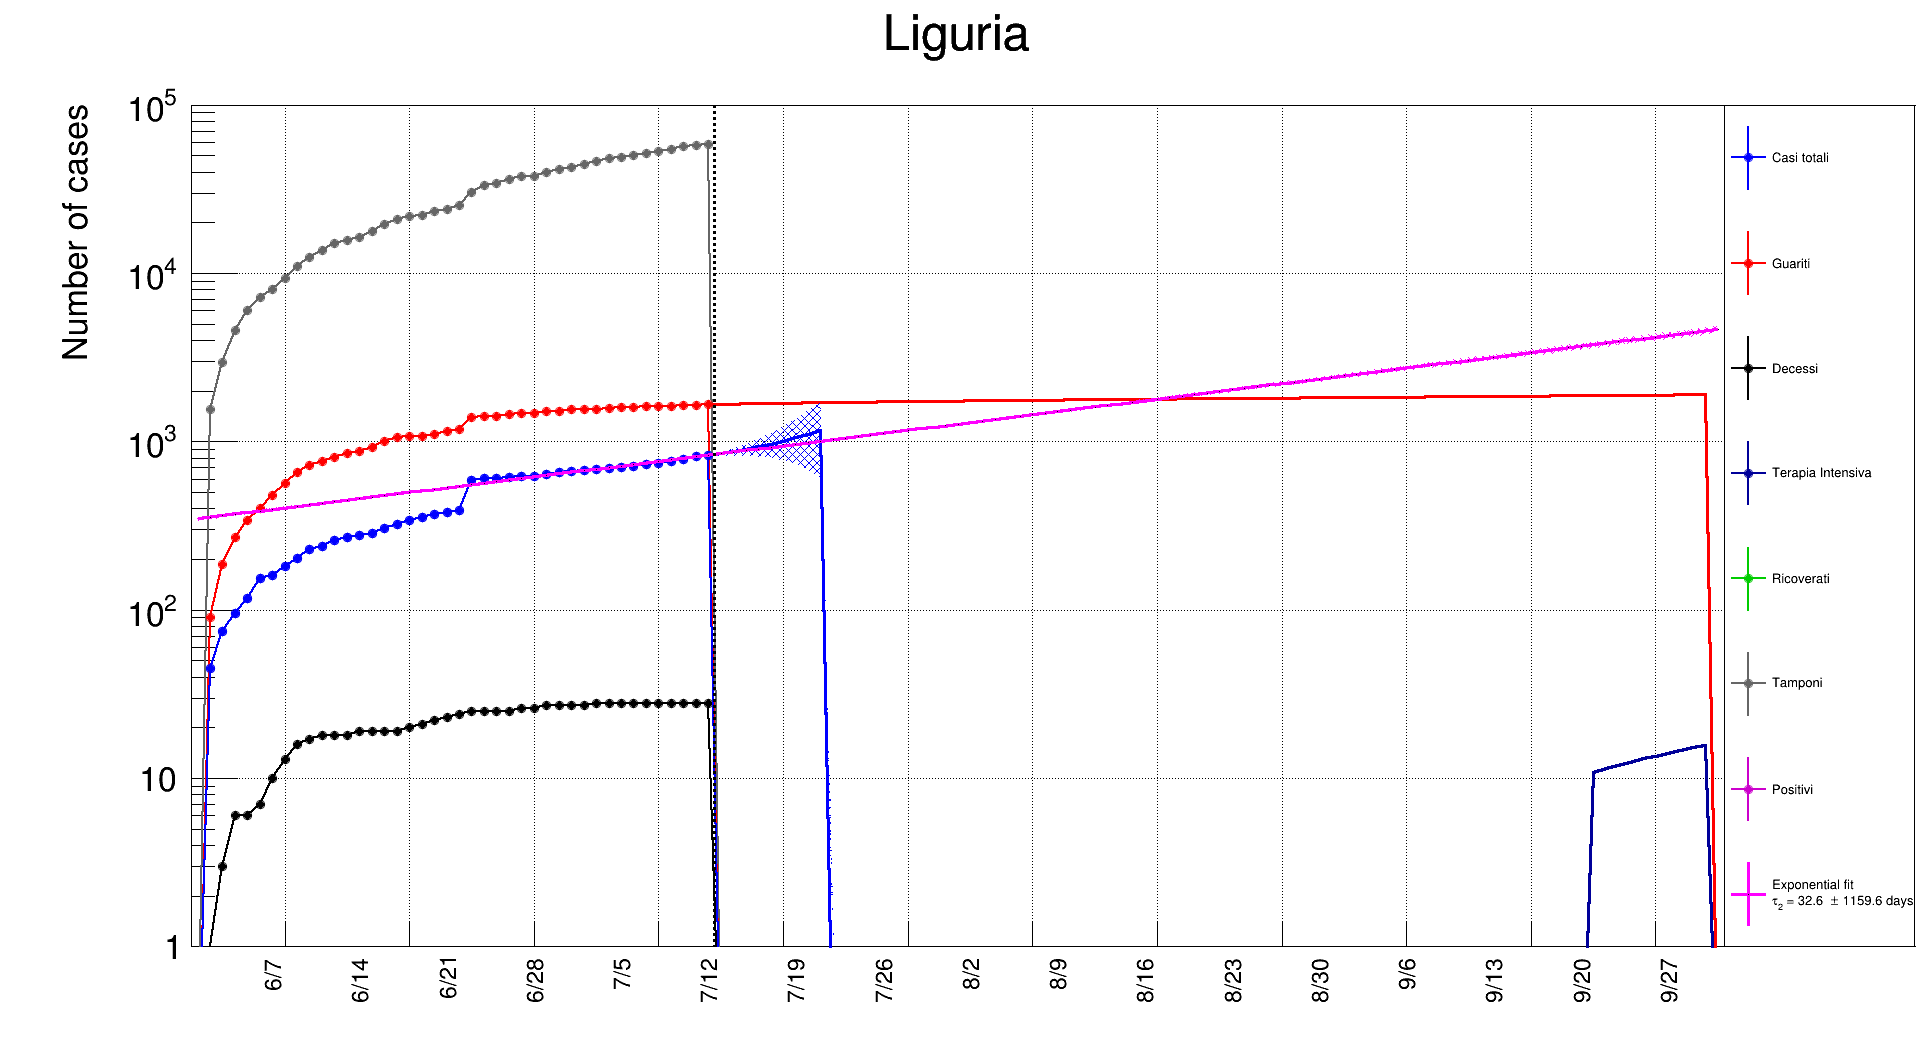 Liguria
Number of cases
10^5
10^4
10^3
10^2
10
1
6/7
6/14
6/21
6/28
7/5
7/12
7/19
7/26
8/2
8/9
8/16
8/23
8/30
9/6
9/13
9/20
9/27
Casi totali
Guariti
Decessi
Terapia Intensiva
Ricoverati
Tamponi
Positivi
Exponential fit
τ_2 = 32.6 ± 1159.6 days